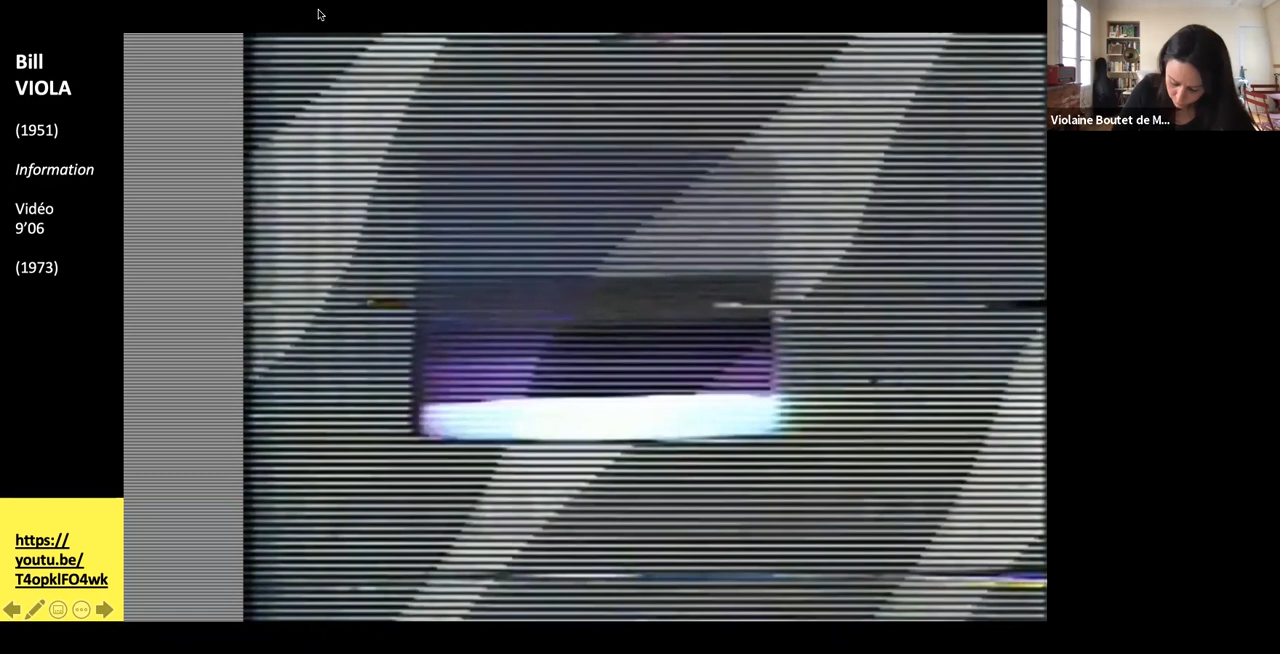 Bill
VIOLA
(1951)
Information
Vidéo
9’06
(1973)
https://
youtu.be/
T4opklFO4wk
Violaine Boutet de M...